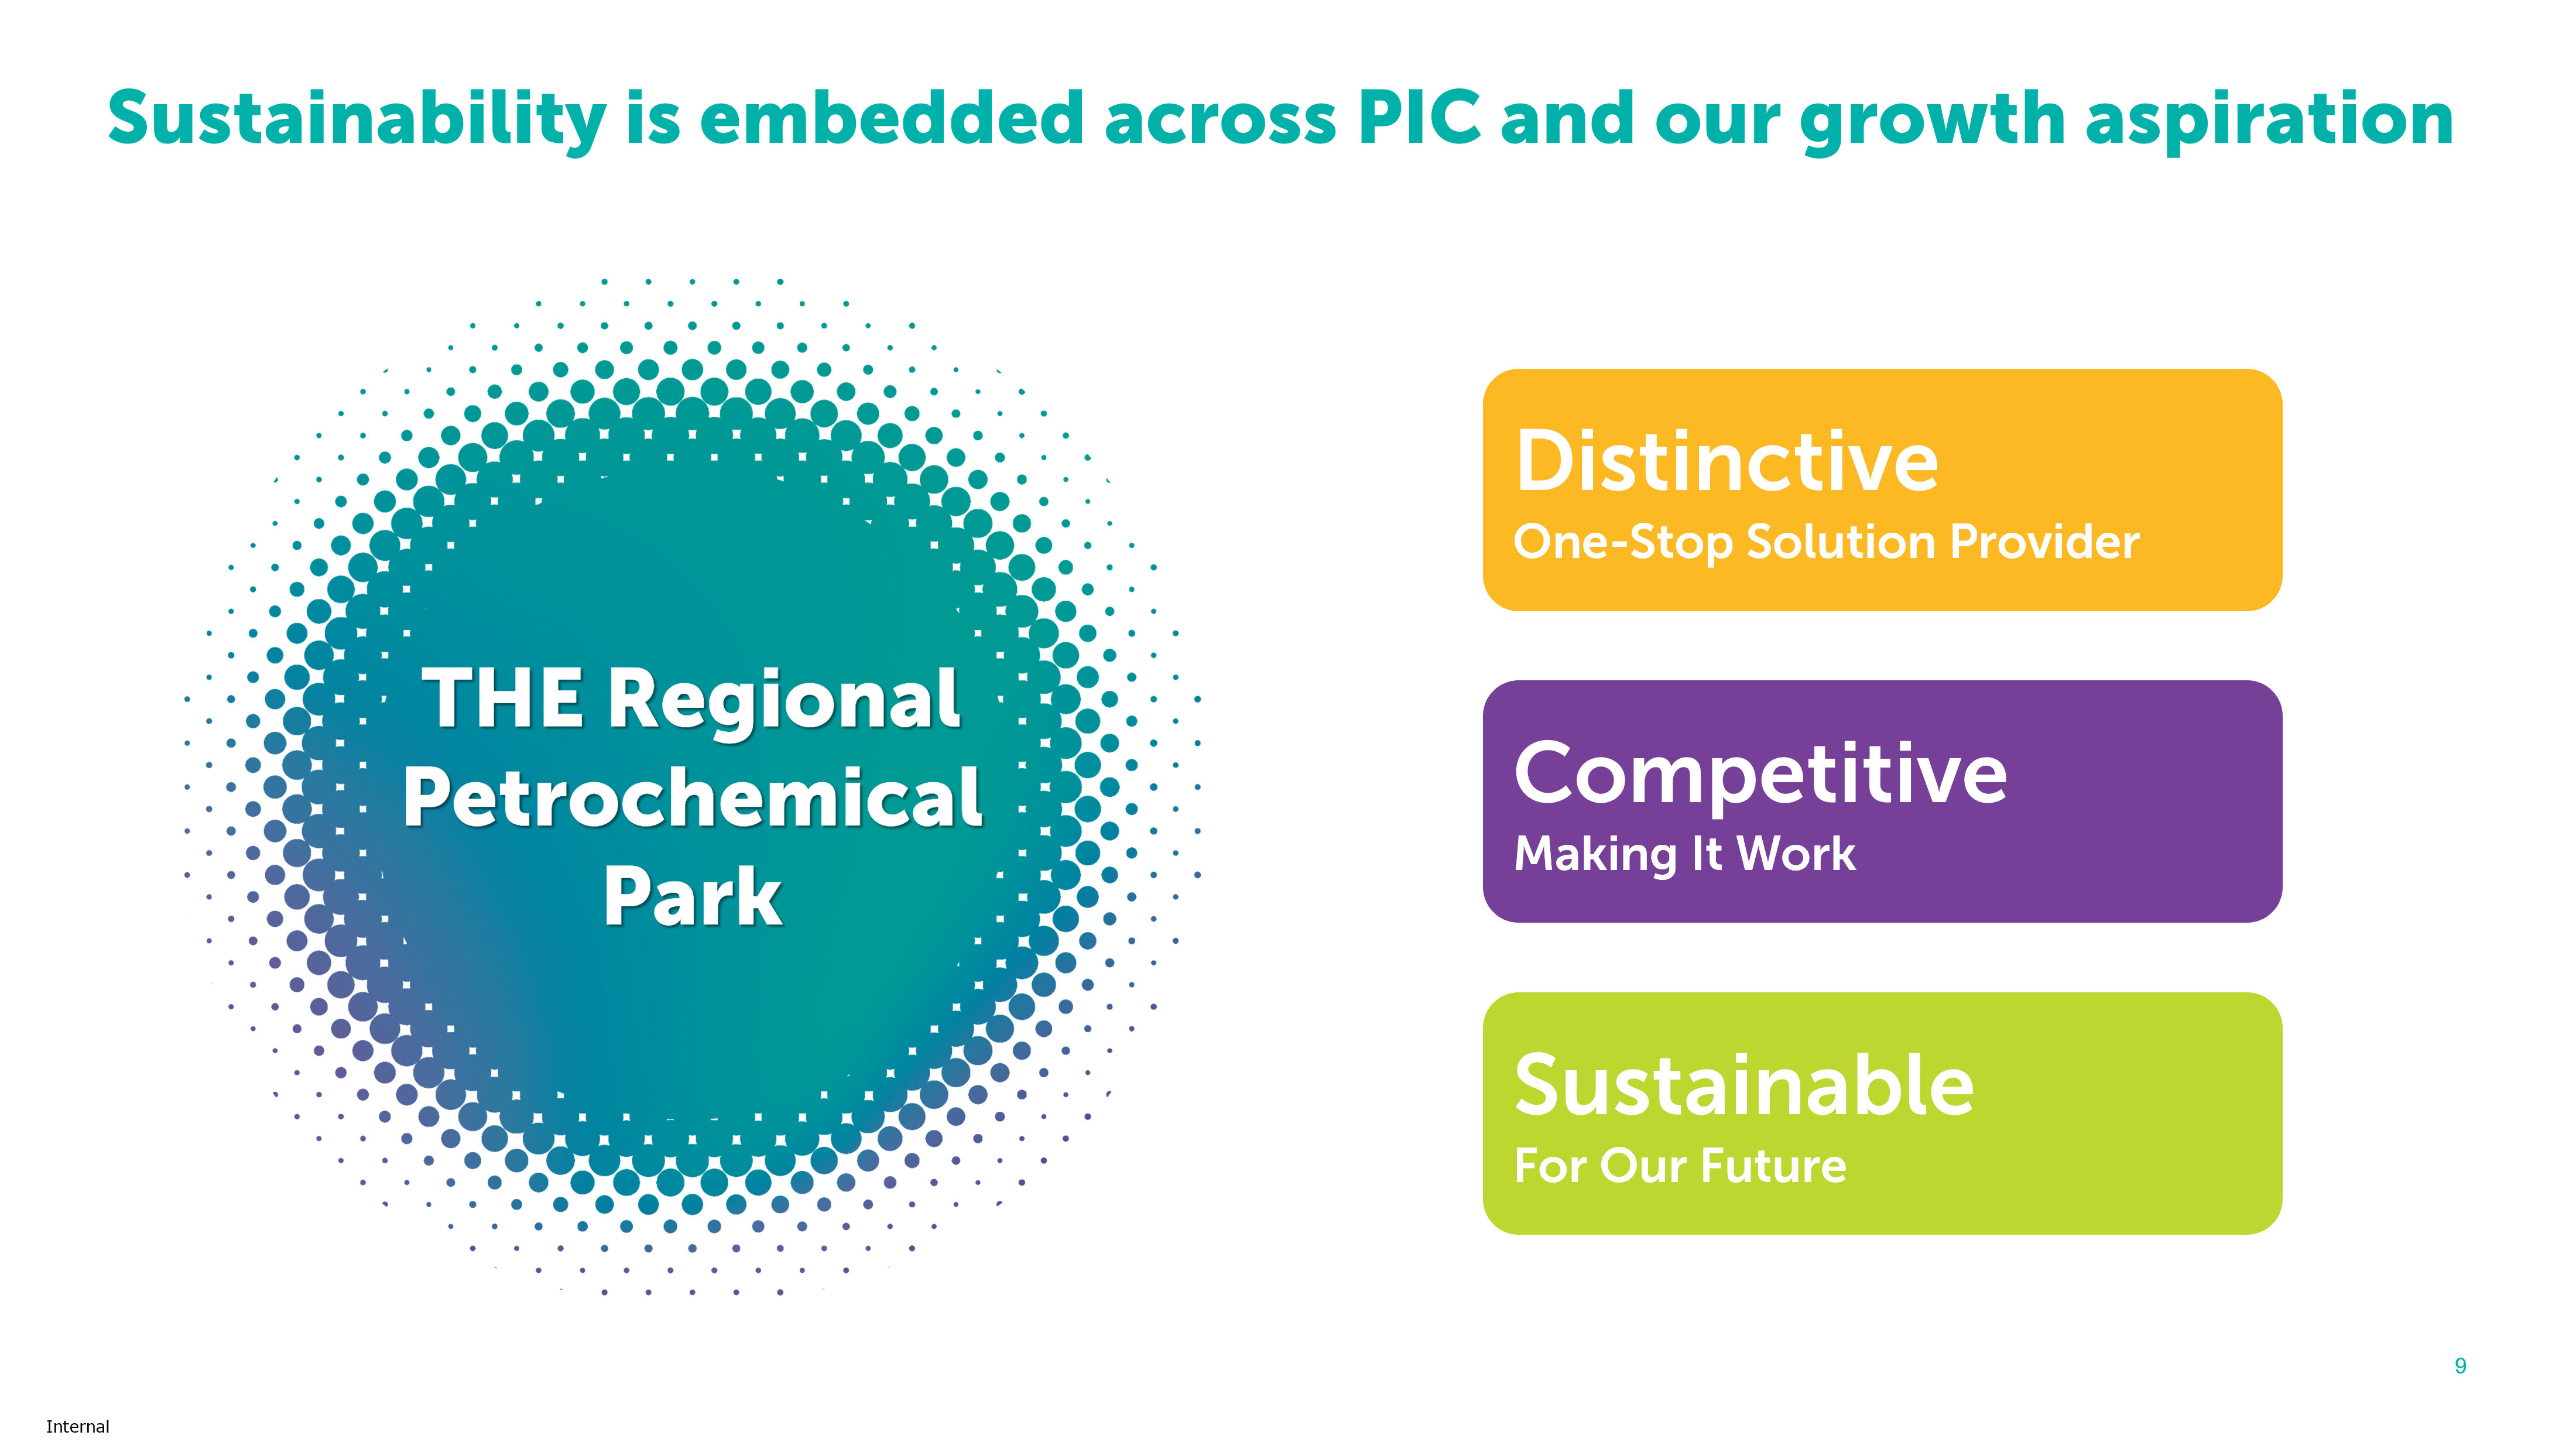 Sustainability is embedded across PIC and our growth aspiration
THE Regional
Petrochemical
Park
Distinctive
One-Stop Solution Provider
Competitive
Making It Work
Sustainable
For Our Future
9
Internal